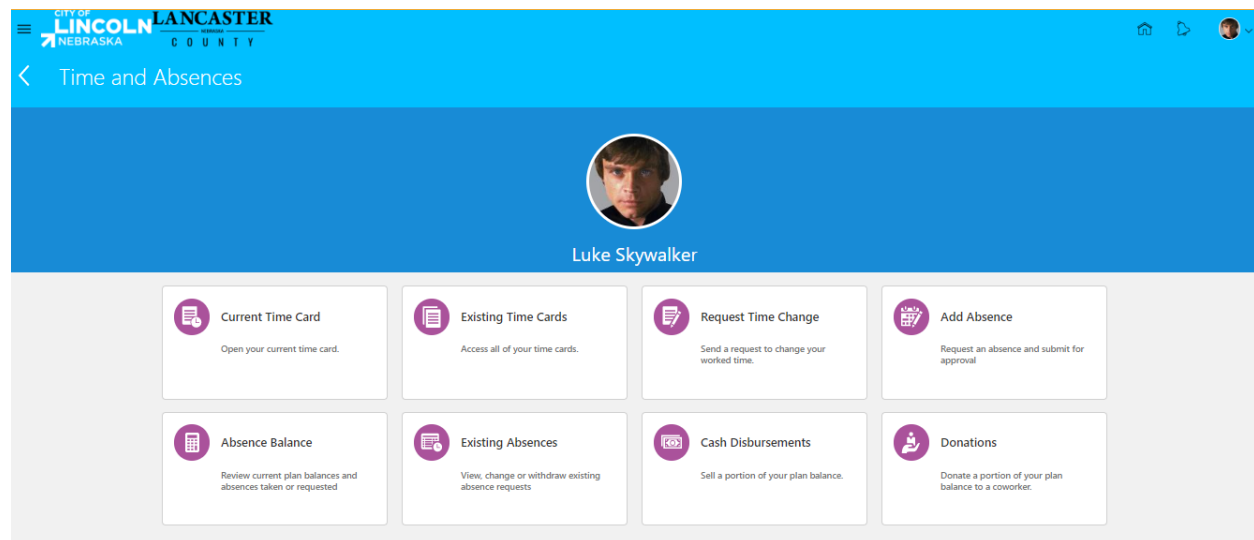 CITY OF
LINCOLN
NEBRASKA
LANCASTER
NEBRASKA
COUNTY
Time and Absences
Luke Skywalker
Current Time Card
Open your current time card.
Existing Time Cards
Access all of your time cards.
Request Time Change
Send a request to change your
worked time.
Add Absence
Request an absence and submit for
approval
Absence Balance
Review current plan balances and
absences taken or requested
Existing Absences
View, change or withdraw existing
absence requests
Cash Disbursements
Sell a portion of your plan balance.
Donations
Donate a portion of your plan
balance to a coworker.